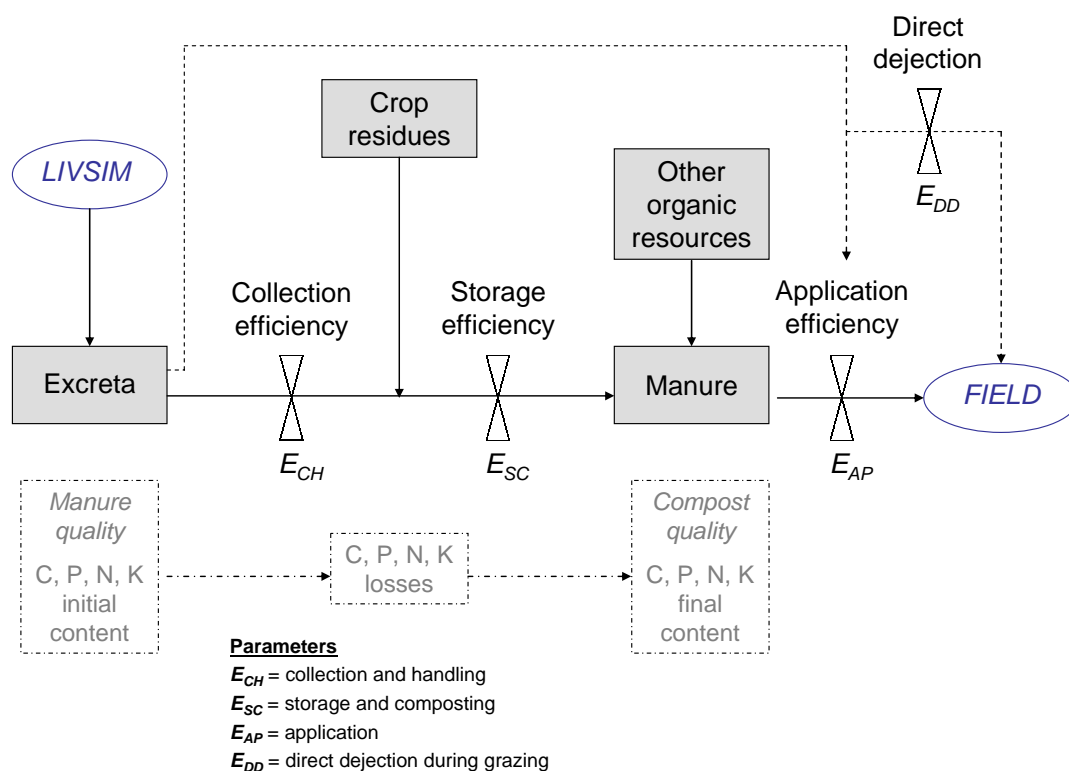 Direct
dejection
Crop
residues
LIVSIM
Other
organic
resources
E_DD
Collection
efficiency
Storage
efficiency
Application
efficiency
Excreta
Manure
FIELD
E_CH
E_SC
E_AP
Manure
quality
C, P, N, K
initial
content
C, P, N, K
losses
Compost
quality
C, P, N, K
final
content
Parameters
E_CH = collection and handling
E_SC = storage and composting
E_AP = application
E_DD = direct dejection during grazing